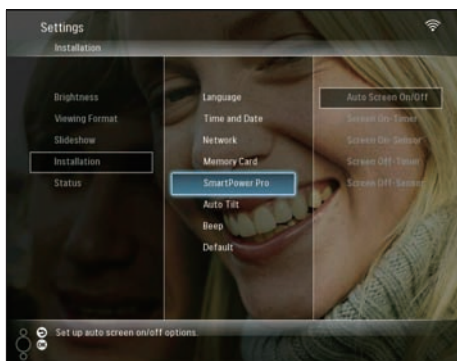 Settings
Installation
Brightness
Viewing Format
Slideshow
Installation
Status
Language
Time and Date
Network
Memory Card
SmartPower Pro
Auto Tilt
Beep
Default
Auto Screen On/Off
Screen On-Timer
Screen On-Sensor
Screen Off-Timer
Screen Off-Sensor
Set up auto screen on/off options.
OK